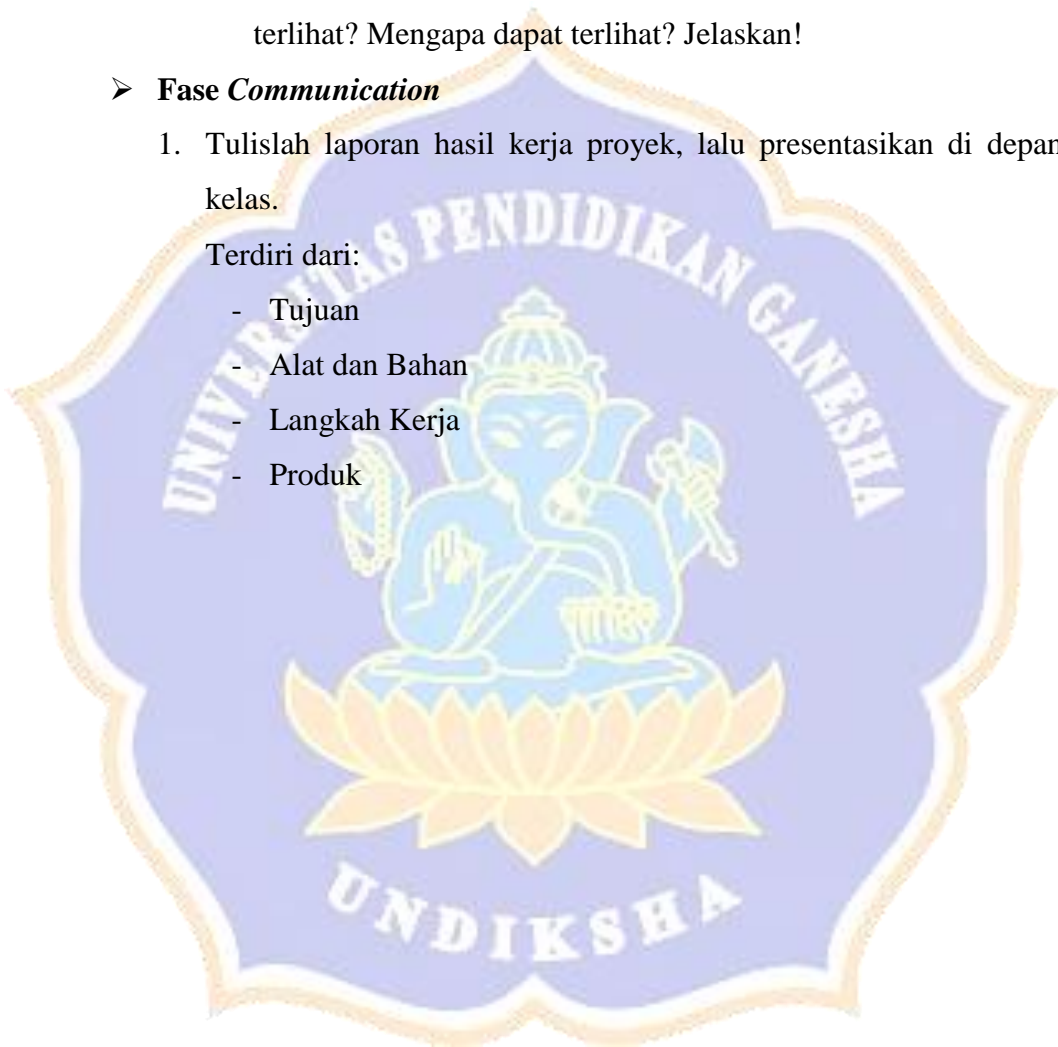 terlihat? Mengapa dapat terlihat? Jelaskan!
➢ Fase Communication
1. Tulislah laporan hasil kerja proyek, lalu presentasikan di depan
kelas.
Terdiri dari:
- Tujuan
- Alat dan Bahan
- Langkah Kerja
- Produk
UNIVERSITAS PENDIDIKAN GANESHA
UNDIKSHA